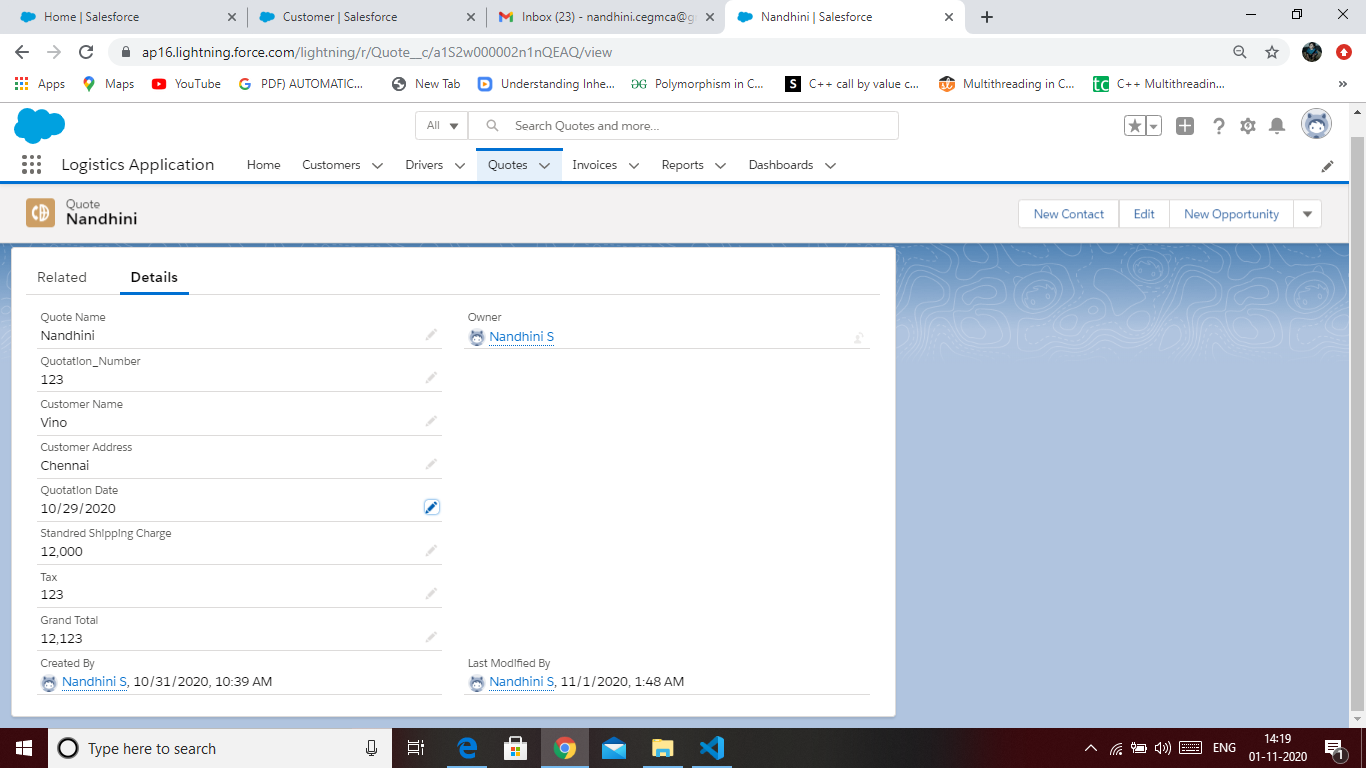 Home | Salesforce
Customer | Salesforce
Inbox (23) - nandhini.cegmca@g
Nandhini | Salesforce
ap16.lightning.force.com/lightning/r/Quote__c/a1S2w000002n1nQEAQ/view
Apps
Maps
YouTube
PDF) AUTOMATIC...
New Tab
Understanding Inhe...
Polymorphism in C...
C++ call by value c...
Multithreading in C...
C++ Multithreadin...
»
All
Search Quotes and more...
Logistics Application
Home
Customers
Drivers
Quotes
Invoices
Reports
Dashboards
Quote
Nandhini
New Contact
Edit
New Opportunity
Related
Details
Quote Name
Nandhini
Owner
Nandhini S
Quotation_Number
123
Customer Name
Vino
Customer Address
Chennai
Quotation Date
10/29/2020
Standred Shipping Charge
12,000
Tax
123
Grand Total
12,123
Created By
Nandhini S, 10/31/2020, 10:39 AM
Last Modified By
Nandhini S, 11/1/2020, 1:48 AM
Type here to search
ENG
14:19
01-11-2020
1